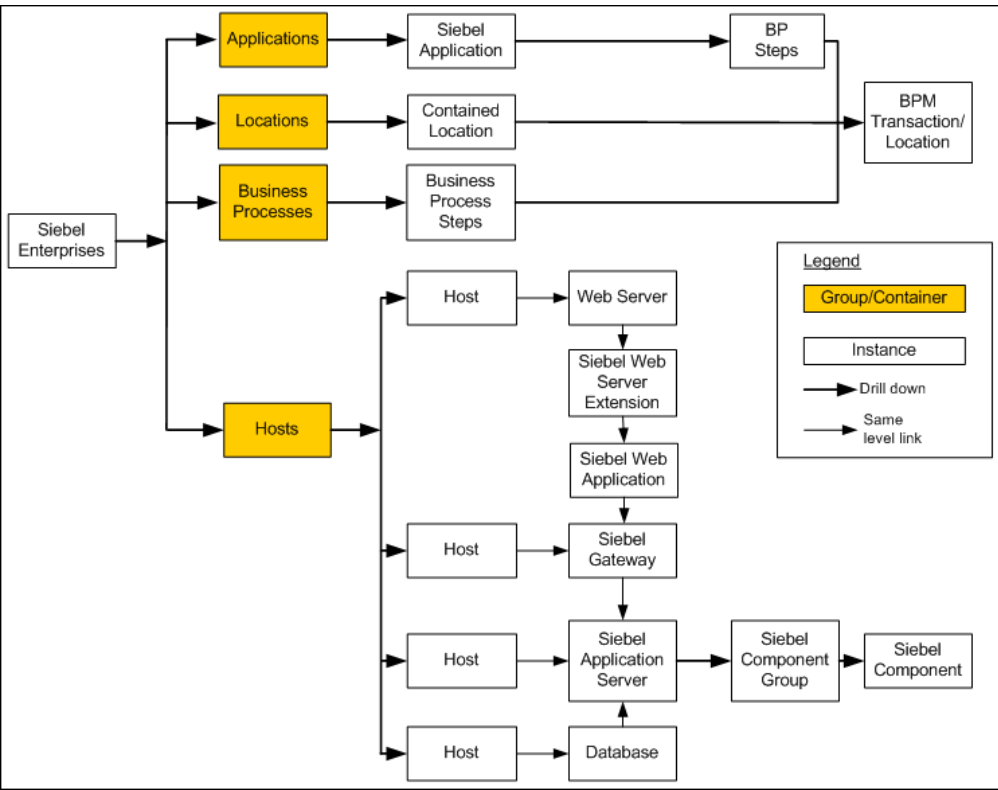 Applications
Siebel
Application
BP
Steps
Locations
Contained
Location
BPM
Transaction/
Location
Business
Processes
Business
Process
Steps
Siebel
Enterprises
Legend
Group/Container
Instance
Drill down
Same
level link
Host
Web Server
Siebel Web
Server
Extension
Hosts
Siebel Web
Application
Host
Siebel
Gateway
Host
Siebel
Application
Server
Siebel
Component
Group
Siebel
Component
Host
Database